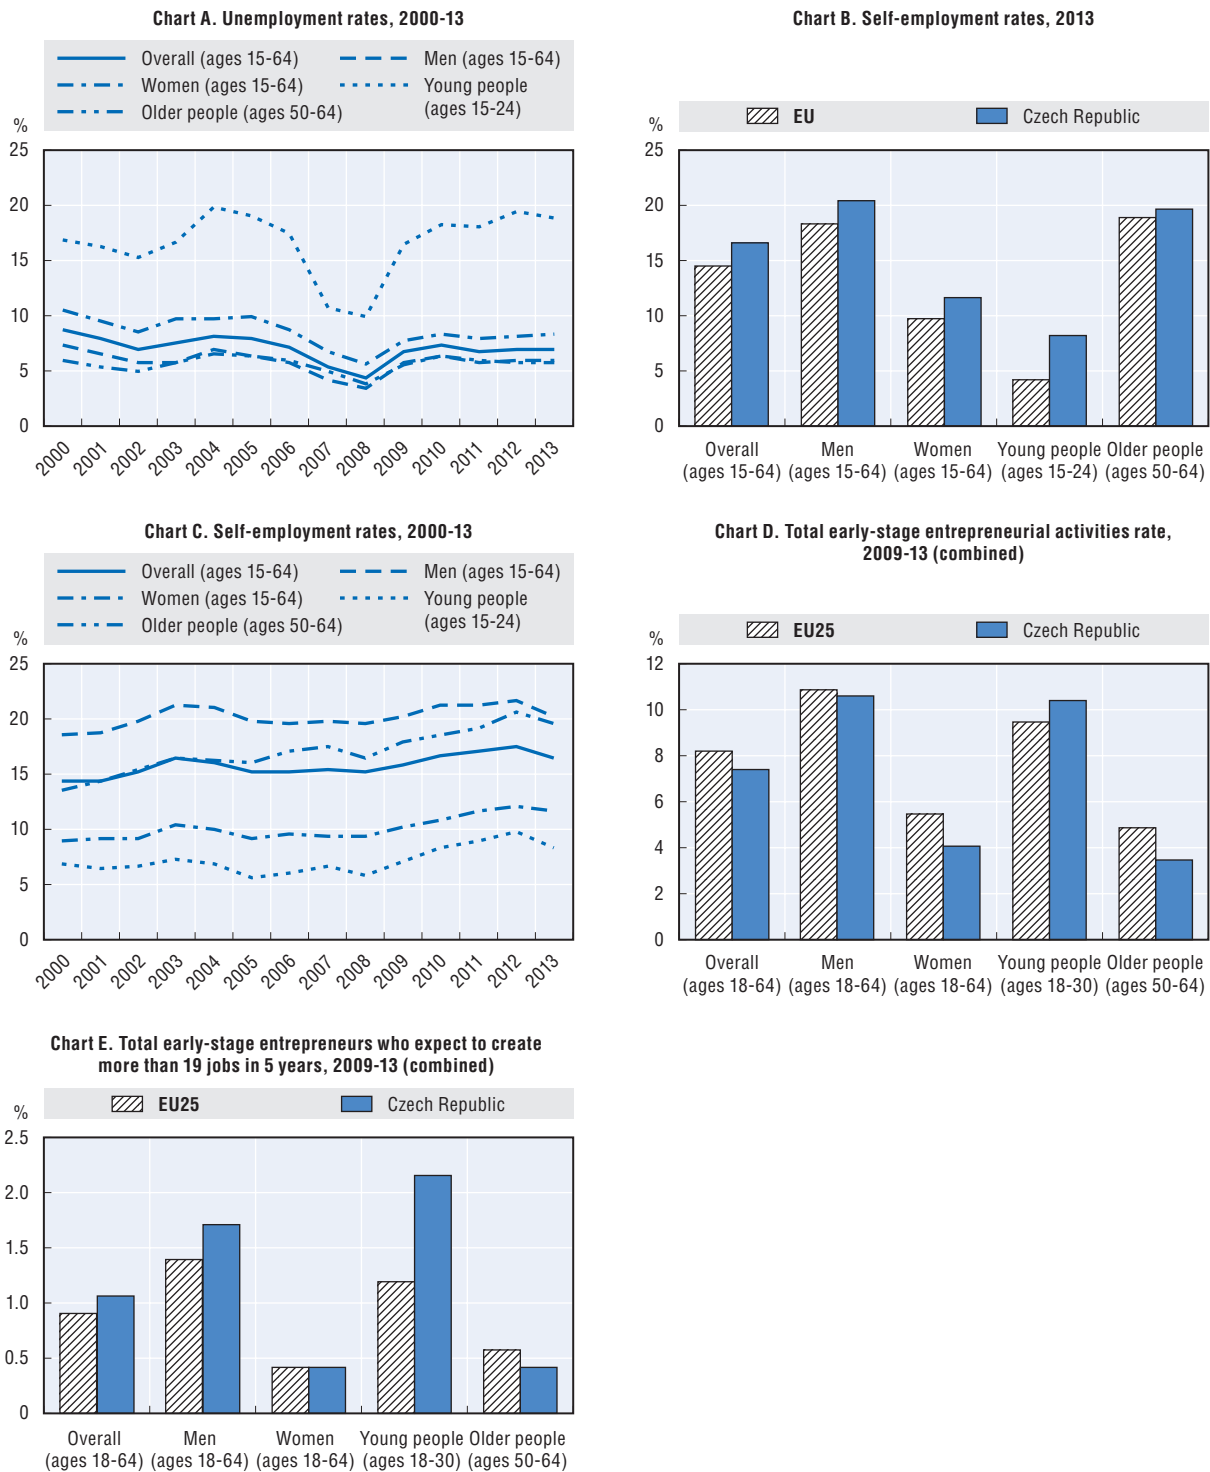 Chart A. Unemployment rates, 2000-13
Overall (ages 15-64)
Men (ages 15-64)
Women (ages 15-64)
Young people
(ages 15-24)
Older people (ages 50-64)
%
25
20
15
10
5
0
2000
2001
2002
2003
2004
2005
2006
2007
2008
2009
2010
2011
2012
2013
Chart B. Self-employment rates, 2013
EU
Czech Republic
%
25
20
15
10
5
0
Overall
(ages 15-64)
Men
(ages 15-64)
Women
(ages 15-64)
Young people
(ages 15-24)
Older people
(ages 50-64)
Chart C. Self-employment rates, 2000-13
Overall (ages 15-64)
Men (ages 15-64)
Women (ages 15-64)
Young people
(ages 15-24)
Older people (ages 50-64)
%
25
20
15
10
5
0
2000
2001
2002
2003
2004
2005
2006
2007
2008
2009
2010
2011
2012
2013
Chart D. Total early-stage entrepreneurial activities rate,
2009-13 (combined)
EU25
Czech Republic
%
12
10
8
6
4
2
0
Overall
(ages 18-64)
Men
(ages 18-64)
Women
(ages 18-64)
Young people
(ages 18-30)
Older people
(ages 50-64)
Chart E. Total early-stage entrepreneurs who expect to create
more than 19 jobs in 5 years, 2009-13 (combined)
EU25
Czech Republic
%
2.5
2.0
1.5
1.0
0.5
0
Overall
(ages 18-64)
Men
(ages 18-64)
Women
(ages 18-64)
Young people
(ages 18-30)
Older people
(ages 50-64)